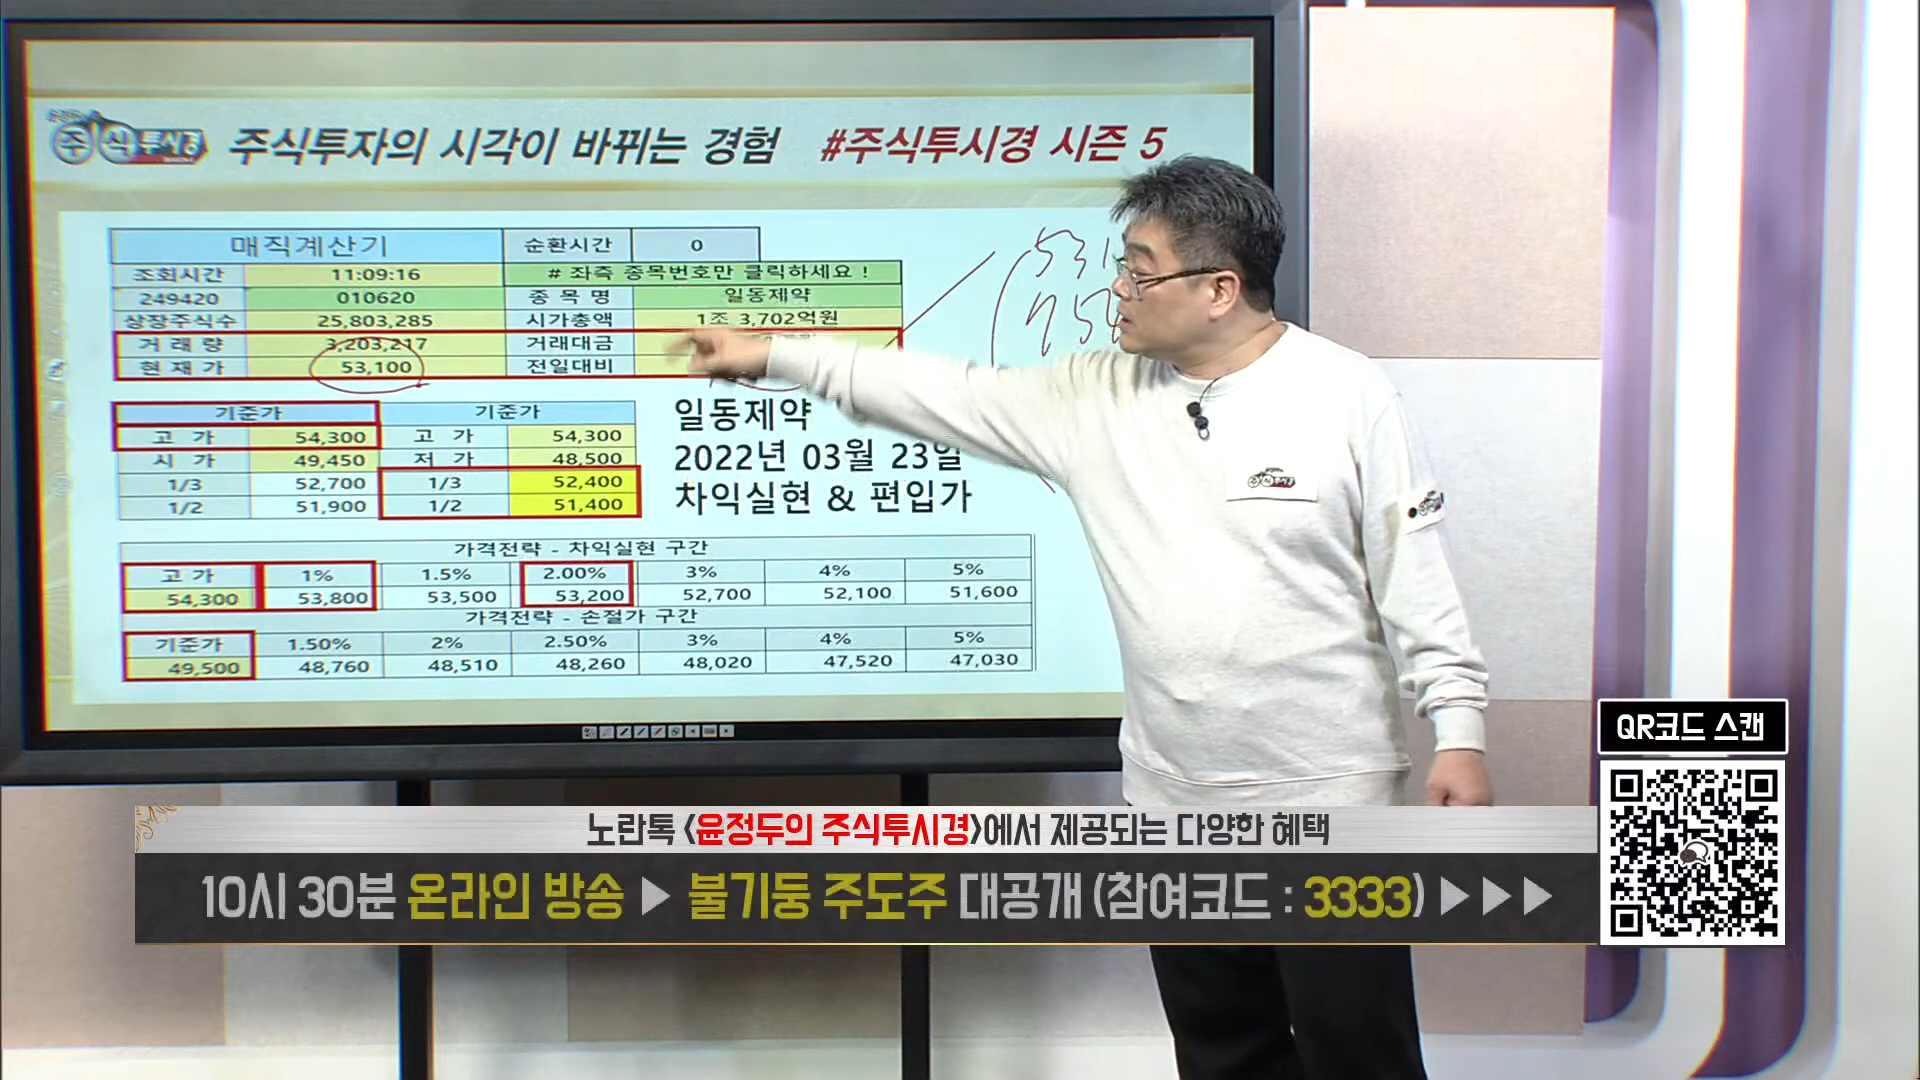 주식투시경
주식투자의 시각이 바뀌는 경험 #주식투시경 시즌 5
매직계산기 순환시간 0
조회시간 11:09:16 # 좌측 종목번호만 클릭하세요 !
249420 010620 종 목 명 일동제약
상장주식수 25,803,285 시가총액 1조 3,702억원
거 래 량 3,203,217 거래대금
현 재 가 53,100 전일대비
531
기준가 기준가
고 가 54,300 고 가 54,300
시 가 49,450 저 가 48,500
1/3 52,700 1/3 52,400
1/2 51,900 1/2 51,400
일동제약
2022년 03월 23일
차익실현 & 편입가
가격전략 - 차익실현 구간
고 가 1% 1.5% 2.00% 3% 4% 5%
54,300 53,800 53,500 53,200 52,700 52,100 51,600
가격전략 - 손절가 구간
기준가 1.50% 2% 2.50% 3% 4% 5%
49,500 48,760 48,510 48,260 48,020 47,520 47,030
주식투시경
QR코드 스캔
노란톡 <윤정두의 주식투시경>에서 제공되는 다양한 혜택
10시 30분 온라인 방송 ▶ 불기둥 주도주 대공개 (참여코드 : 3333) ▶▶▶